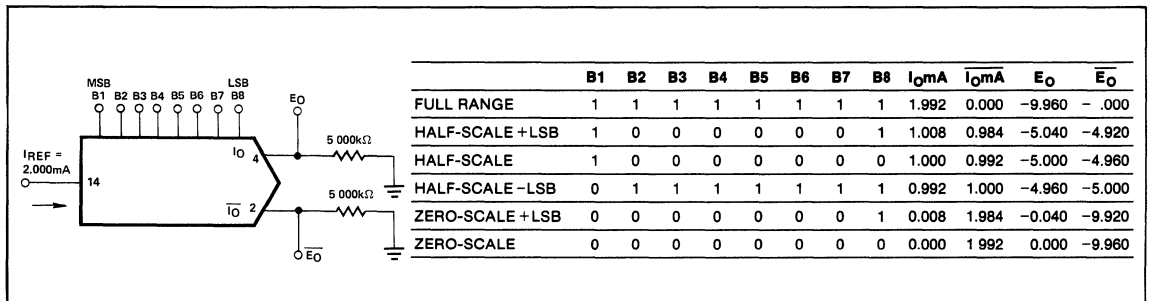 MSB LSB
B1 B2 B3 B4 B5 B6 B7 B8
EO
IREF =
2.000mA
14
IO 4
5 000kΩ
IO 2
5 000kΩ
EO
B1 B2 B3 B4 B5 B6 B7 B8 IOmA IOmA EO EO
FULL RANGE 1 1 1 1 1 1 1 1 1.992 0.000 −9.960 − .000
HALF-SCALE +LSB 1 0 0 0 0 0 0 1 1.008 0.984 −5.040 −4.920
HALF-SCALE 1 0 0 0 0 0 0 0 1.000 0.992 −5.000 −4.960
HALF-SCALE −LSB 0 1 1 1 1 1 1 1 0.992 1.000 −4.960 −5.000
ZERO-SCALE +LSB 0 0 0 0 0 0 0 1 0.008 1.984 −0.040 −9.920
ZERO-SCALE 0 0 0 0 0 0 0 0 0.000 1 992 0.000 −9.960